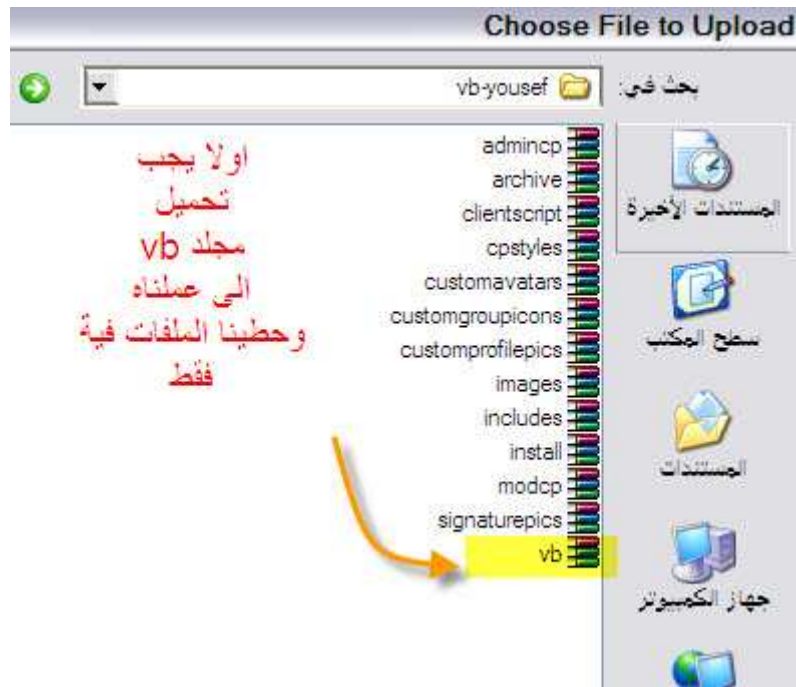 Choose File to Upload
بحث في:
vb-yousef
المستندات الأخيرة
سطح المكتب
المستندات
جهاز الكمبيوتر
admincp
archive
clientscript
cpstyles
customavatars
customgroupicons
customprofilepics
images
includes
install
modcp
signaturepics
vb
اولا يجب
تحميل
مجلد vb
الى عملناه
وحطينا الملفات فية
فقط